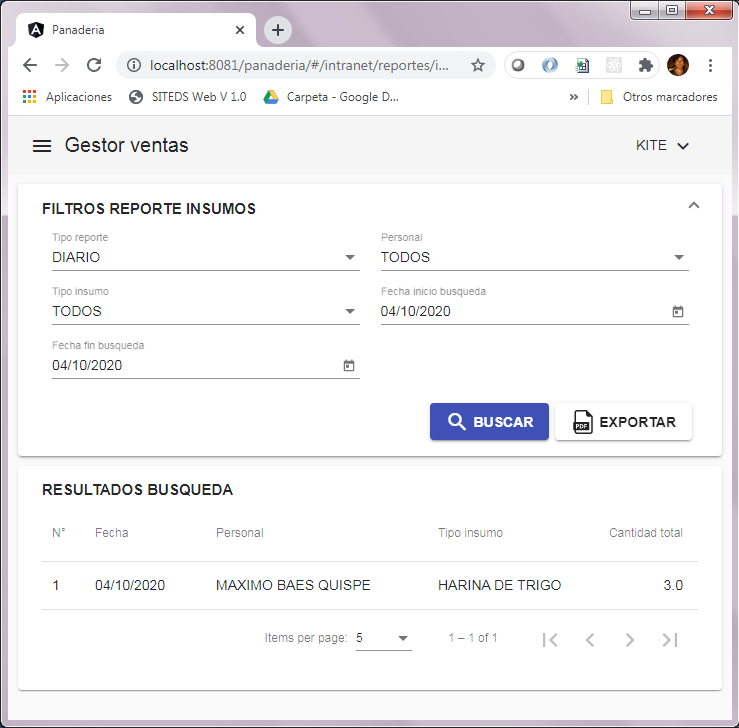 Panaderia
localhost:8081/panaderia/#/intranet/reportes/i...
Aplicaciones SITEDS Web V 1.0 Carpeta - Google D... » Otros marcadores
Gestor ventas KITE
FILTROS REPORTE INSUMOS
Tipo reporte Personal
DIARIO TODOS
Tipo insumo Fecha inicio busqueda
TODOS 04/10/2020
Fecha fin busqueda
04/10/2020
BUSCAR PDF EXPORTAR
RESULTADOS BUSQUEDA
N° Fecha Personal Tipo insumo Cantidad total
1 04/10/2020 MAXIMO BAES QUISPE HARINA DE TRIGO 3.0
Items per page: 5 1 – 1 of 1